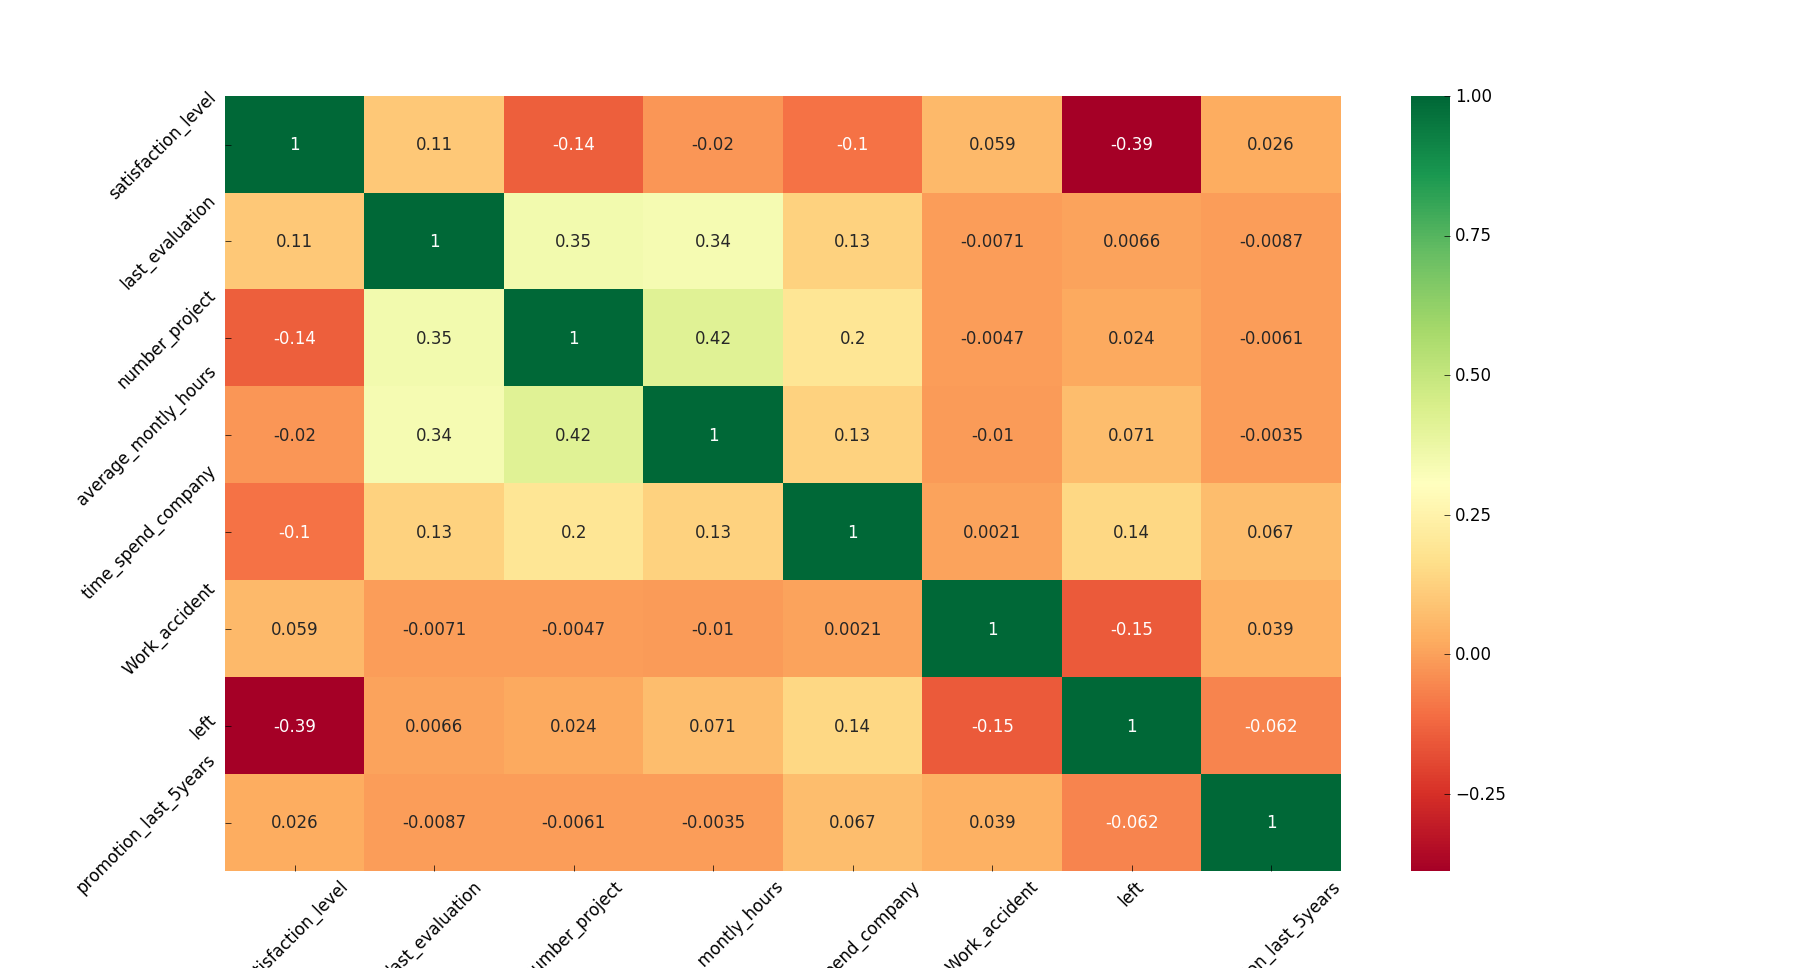 satisfaction_level 1 0.11 -0.14 -0.02 -0.1 0.059 -0.39 0.026
last_evaluation 0.11 1 0.35 0.34 0.13 -0.0071 0.0066 -0.0087
number_project -0.14 0.35 1 0.42 0.2 -0.0047 0.024 -0.0061
average_montly_hours -0.02 0.34 0.42 1 0.13 -0.01 0.071 -0.0035
time_spend_company -0.1 0.13 0.2 0.13 1 0.0021 0.14 0.067
Work_accident 0.059 -0.0071 -0.0047 -0.01 0.0021 1 -0.15 0.039
left -0.39 0.0066 0.024 0.071 0.14 -0.15 1 -0.062
promotion_last_5years 0.026 -0.0087 -0.0061 -0.0035 0.067 0.039 -0.062 1
tisfaction_level
last_evaluation
umber_project
montly_hours
pend_company
Work_accident
left
on_last_5years
1.00
0.75
0.50
0.25
0.00
−0.25